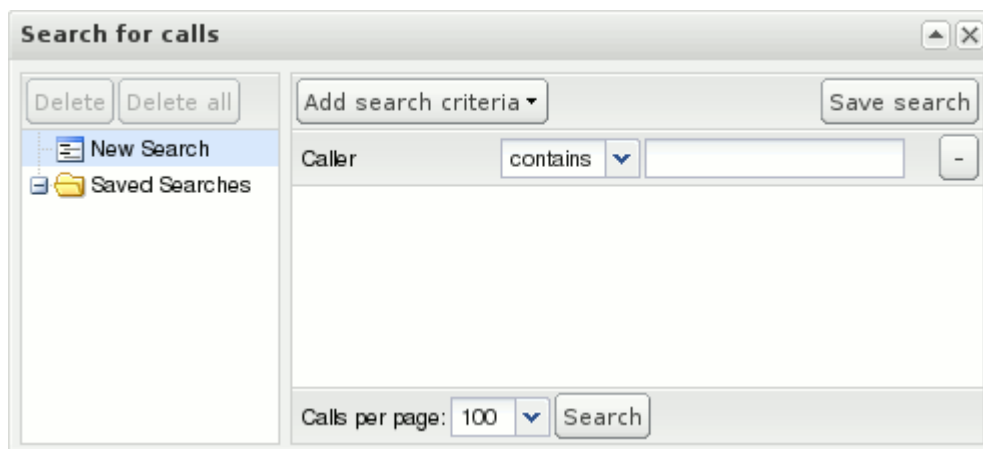 Search for calls
Delete Delete all
New Search
Saved Searches
Add search criteria Save search
Caller contains -
Calls per page: 100 Search